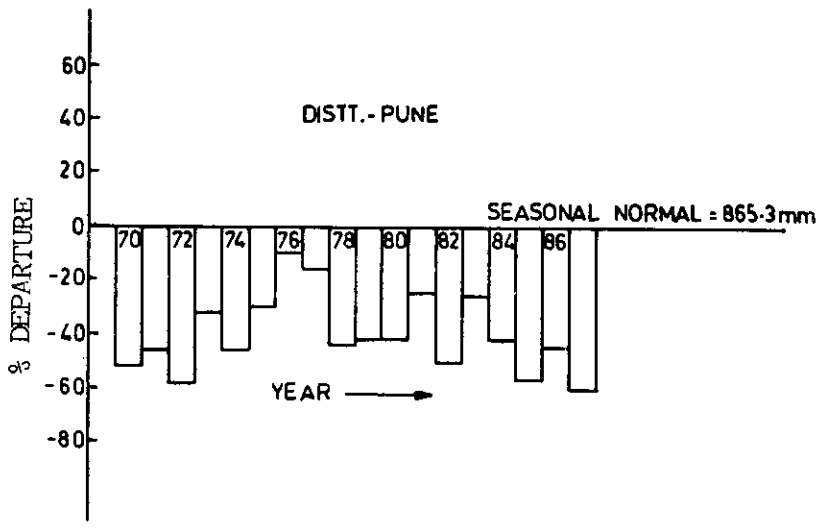 60
DISTT.- PUNE
40
20
SEASONAL NORMAL = 865.3mm
0
70 72 74 76 78 80 82 84 86
-20
-40
YEAR
-60
-80
% DEPARTURE